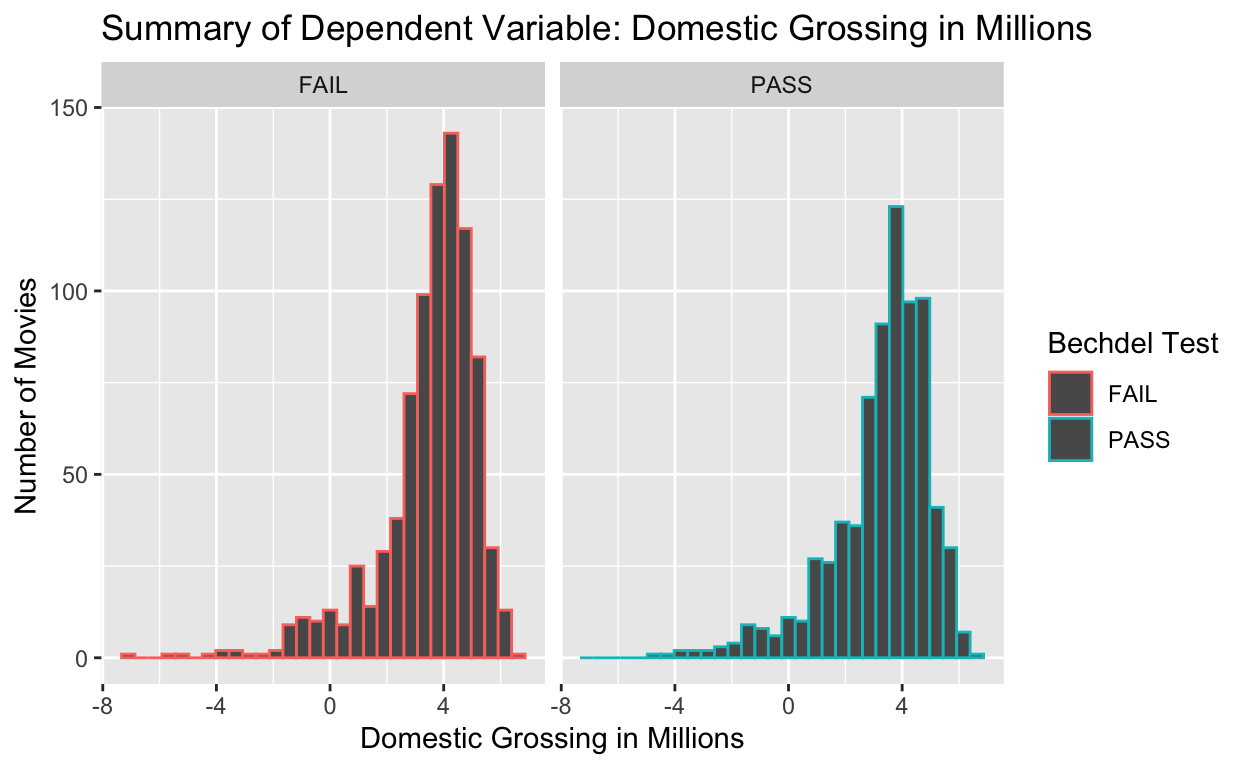 Summary of Dependent Variable: Domestic Grossing in Millions
FAIL
PASS
150
100
50
0
Number of Movies
-8
-4
0
4
-8
-4
0
4
Domestic Grossing in Millions
Bechdel Test
FAIL
PASS